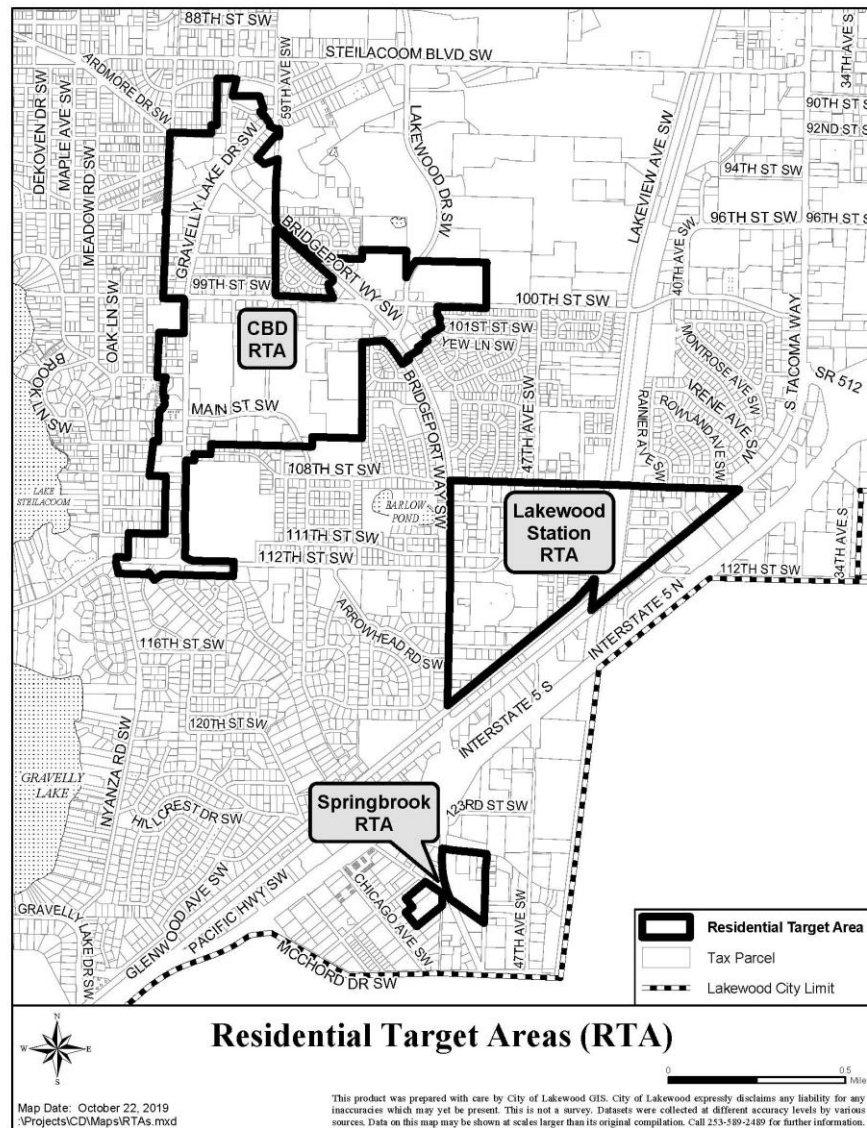 88TH ST SW
STEILACOOM BLVD SW
34TH AVE SW
ARDMORE DR SW
59TH AVE SW
DEKOVEN DR SW
MAPLE AVE SW
MEADOW RD SW
GRAVELLY LAKE DR SW
LAKEWOOD DR SW
LAKEVIEW AVE SW
90TH ST SW
92ND ST S
94TH ST SW
96TH ST SW
96TH ST S
40TH AVE SW
BRIDGEPORT WY SW
99TH ST SW
100TH ST SW
OAK LN SW
CBD
RTA
101ST ST SW
YEW LN SW
BROOK LN SW
MAIN ST SW
BRIDGEPORT WAY SW
47TH AVE SW
MONTROSE AVE SW
IRENE AVE SW
ROWLAND AVE SW
RAINIER AVE SW
S TACOMA WAY
SR 512
108TH ST SW
LAKE
STEILACOOM
BARLOW
POND
Lakewood
Station
RTA
111TH ST SW
112TH ST SW
112TH ST SW
34TH AVE S
ARROWHEAD RD SW
116TH ST SW
INTERSTATE 5 N
INTERSTATE 5 S
120TH ST SW
NYANZA RD SW
GRAVELLY
LAKE
HILLCREST DR SW
Springbrook
RTA
123RD ST SW
CHICAGO AVE SW
47TH AVE SW
GLENWOOD AVE SW
PACIFIC HWY SW
GRAVELLY LAKE DR SW
MCCHORD DR SW
Residential Target Area
Tax Parcel
Lakewood City Limit
N
W E
S
Residential Target Areas (RTA)
0 0.5
Mile
Map Date: October 22, 2019
:\Projects\CD\Maps\RTAs.mxd
This product was prepared with care by City of Lakewood GIS. City of Lakewood expressly disclaims any liability for any
inaccuracies which may yet be present. This is not a survey. Datasets were collected at different accuracy levels by various
sources. Data on this map may be shown at scales larger than its original compilation. Call 253-589-2489 for further information.